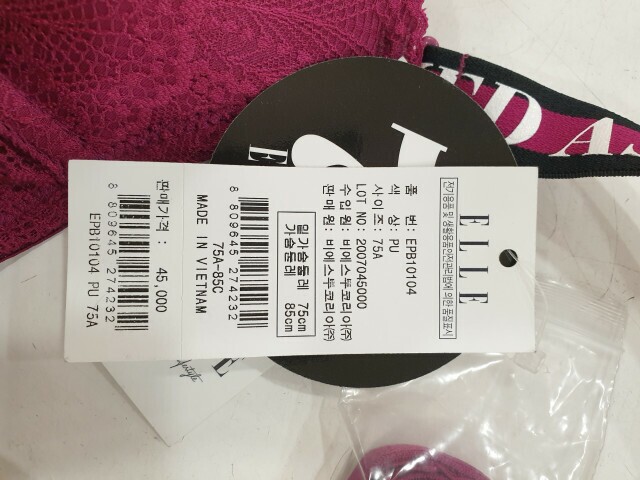 ELLE
전기용품 및 생활용품안전관리법에 의한 품질표시
품 번 : EPB10104
색 상 : PU
사이즈 : 75A
LOT NO : 2007045000
수 입 원 : 비에스투코리아(주)
판 매 원 : 비에스투코리아(주)
밑가슴둘레 75cm
가슴둘레 85cm
8 809645 274232
75A-85C
MADE IN VIETNAM
판매가격 : 45,000
8 809645 274232
EPB10104 PU 75A
E